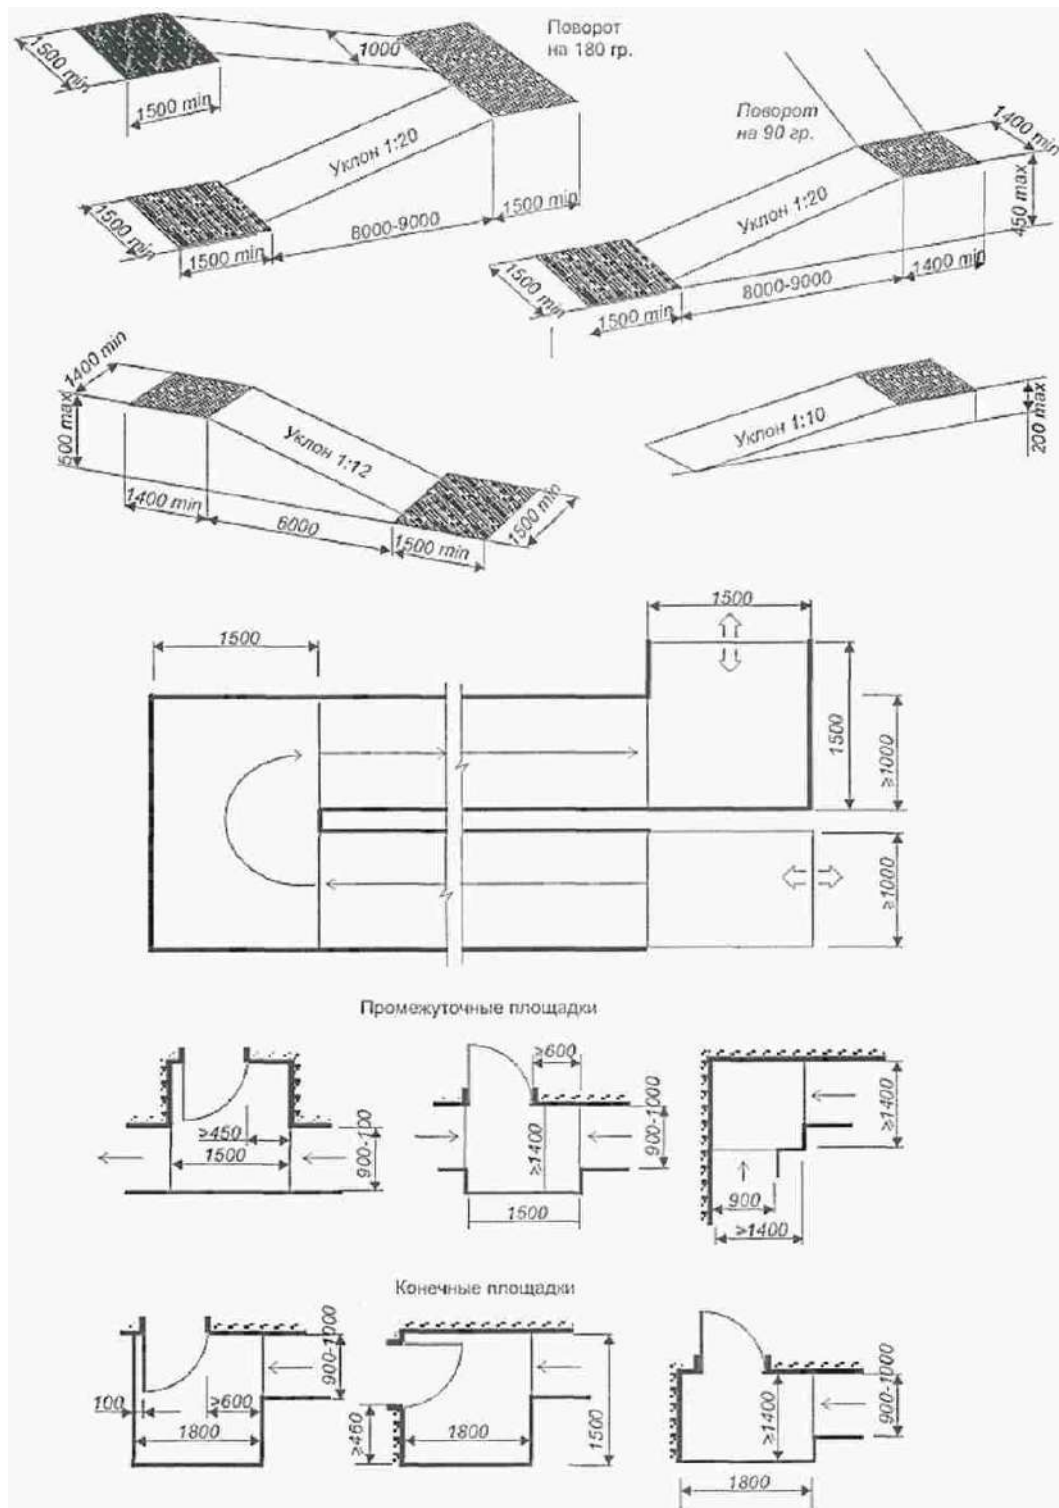 Поворот
на 180 гр.
1000
1500 min
1500 min
Уклон 1:20
1500 min
1500 min
8000-9000
1500 min
Поворот
на 90 гр.
1400 min
450 max
Уклон 1:20
1500 min
1500 min
8000-9000
1400 min
1400 min
500 max
Уклон 1:12
1400 min
6000
1500 min
1500 min
Уклон 1:10
200 max
1500
1500
1500
≥1000
≥1000
Промежуточные площадки
≥450
1500
900-100
≥600
≥1400
900-1000
1500
≥1400
900
≥1400
Конечные площадки
900-1000
100
≥600
1800
≥460
1800
1500
≥1400
900-1000
1800